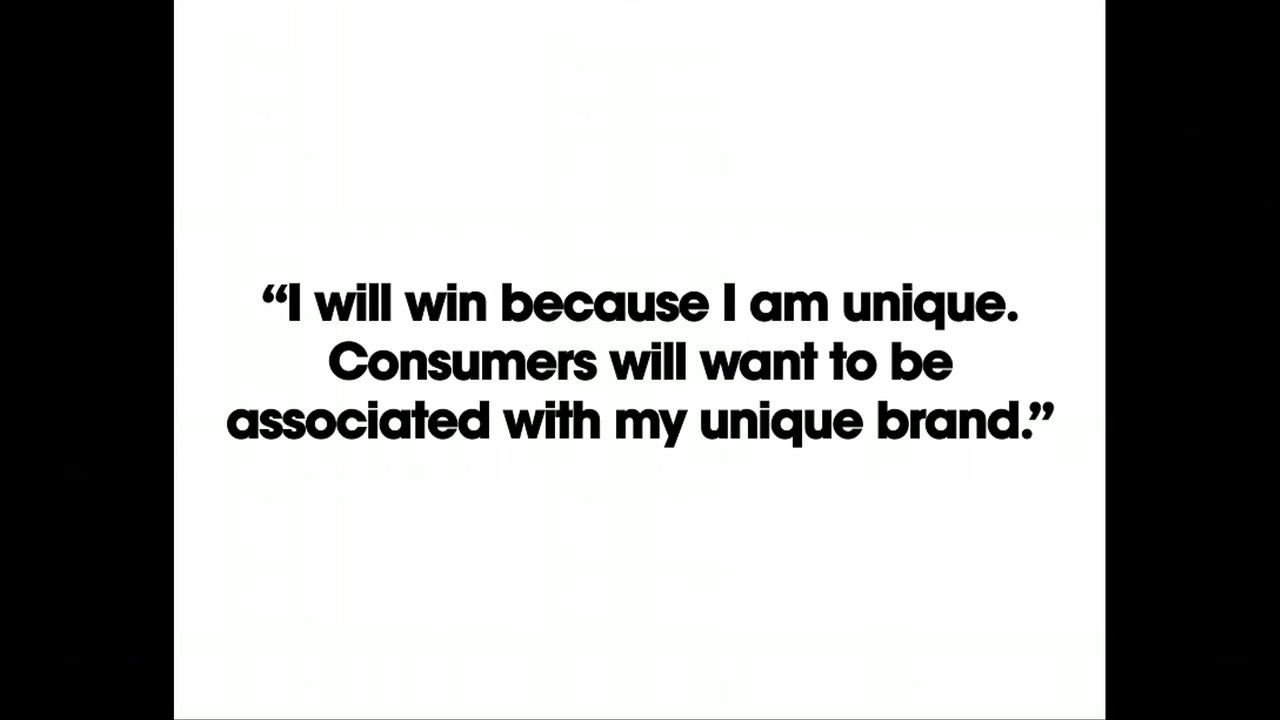 “I will win because I am unique.
Consumers will want to be
associated with my unique brand.”